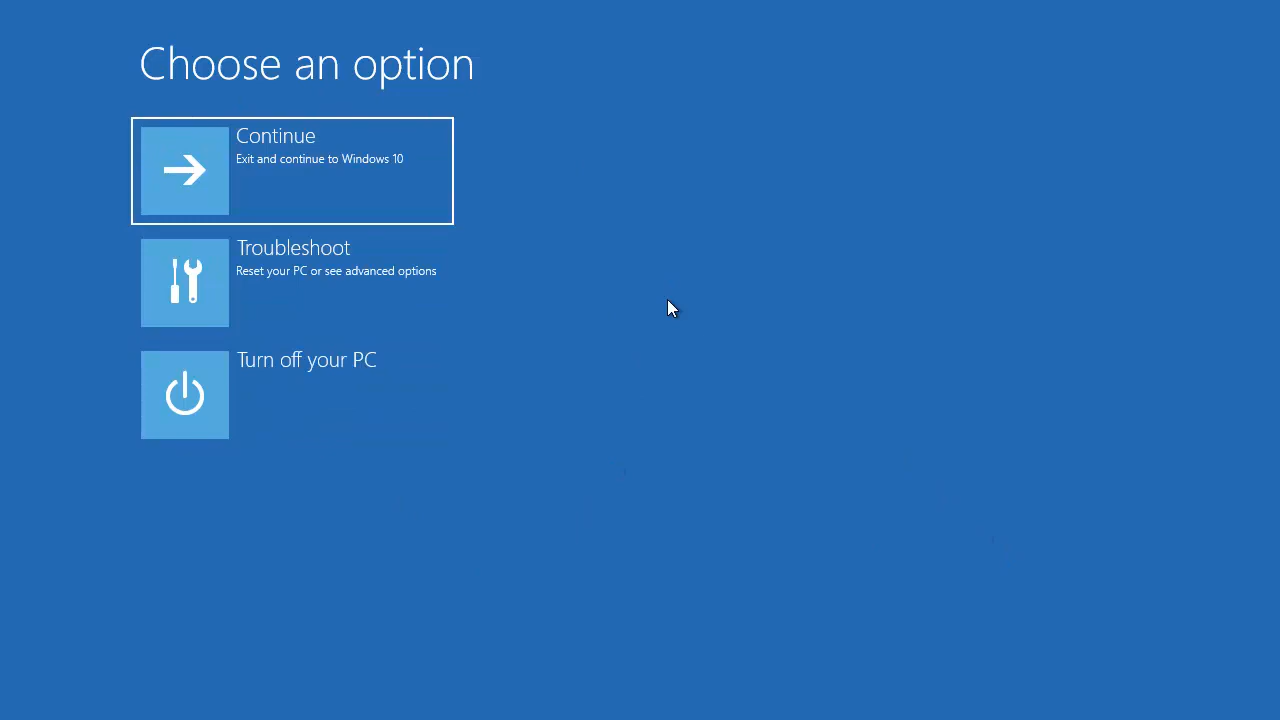 Choose an option
Continue
Exit and continue to Windows 10
Troubleshoot
Reset your PC or see advanced options
Turn off your PC